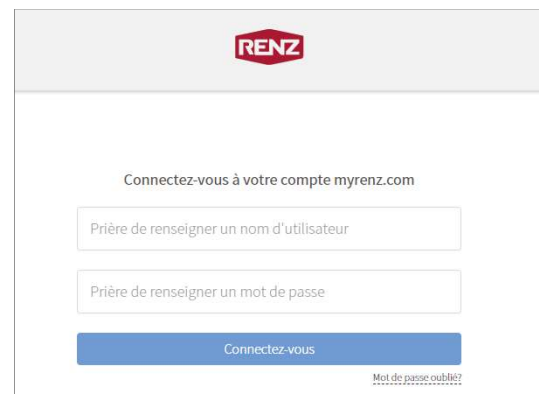 RENZ
Connectez-vous à votre compte myrenz.com
Prière de renseigner un nom d'utilisateur
Prière de renseigner un mot de passe
Connectez-vous
Mot de passe oublié?